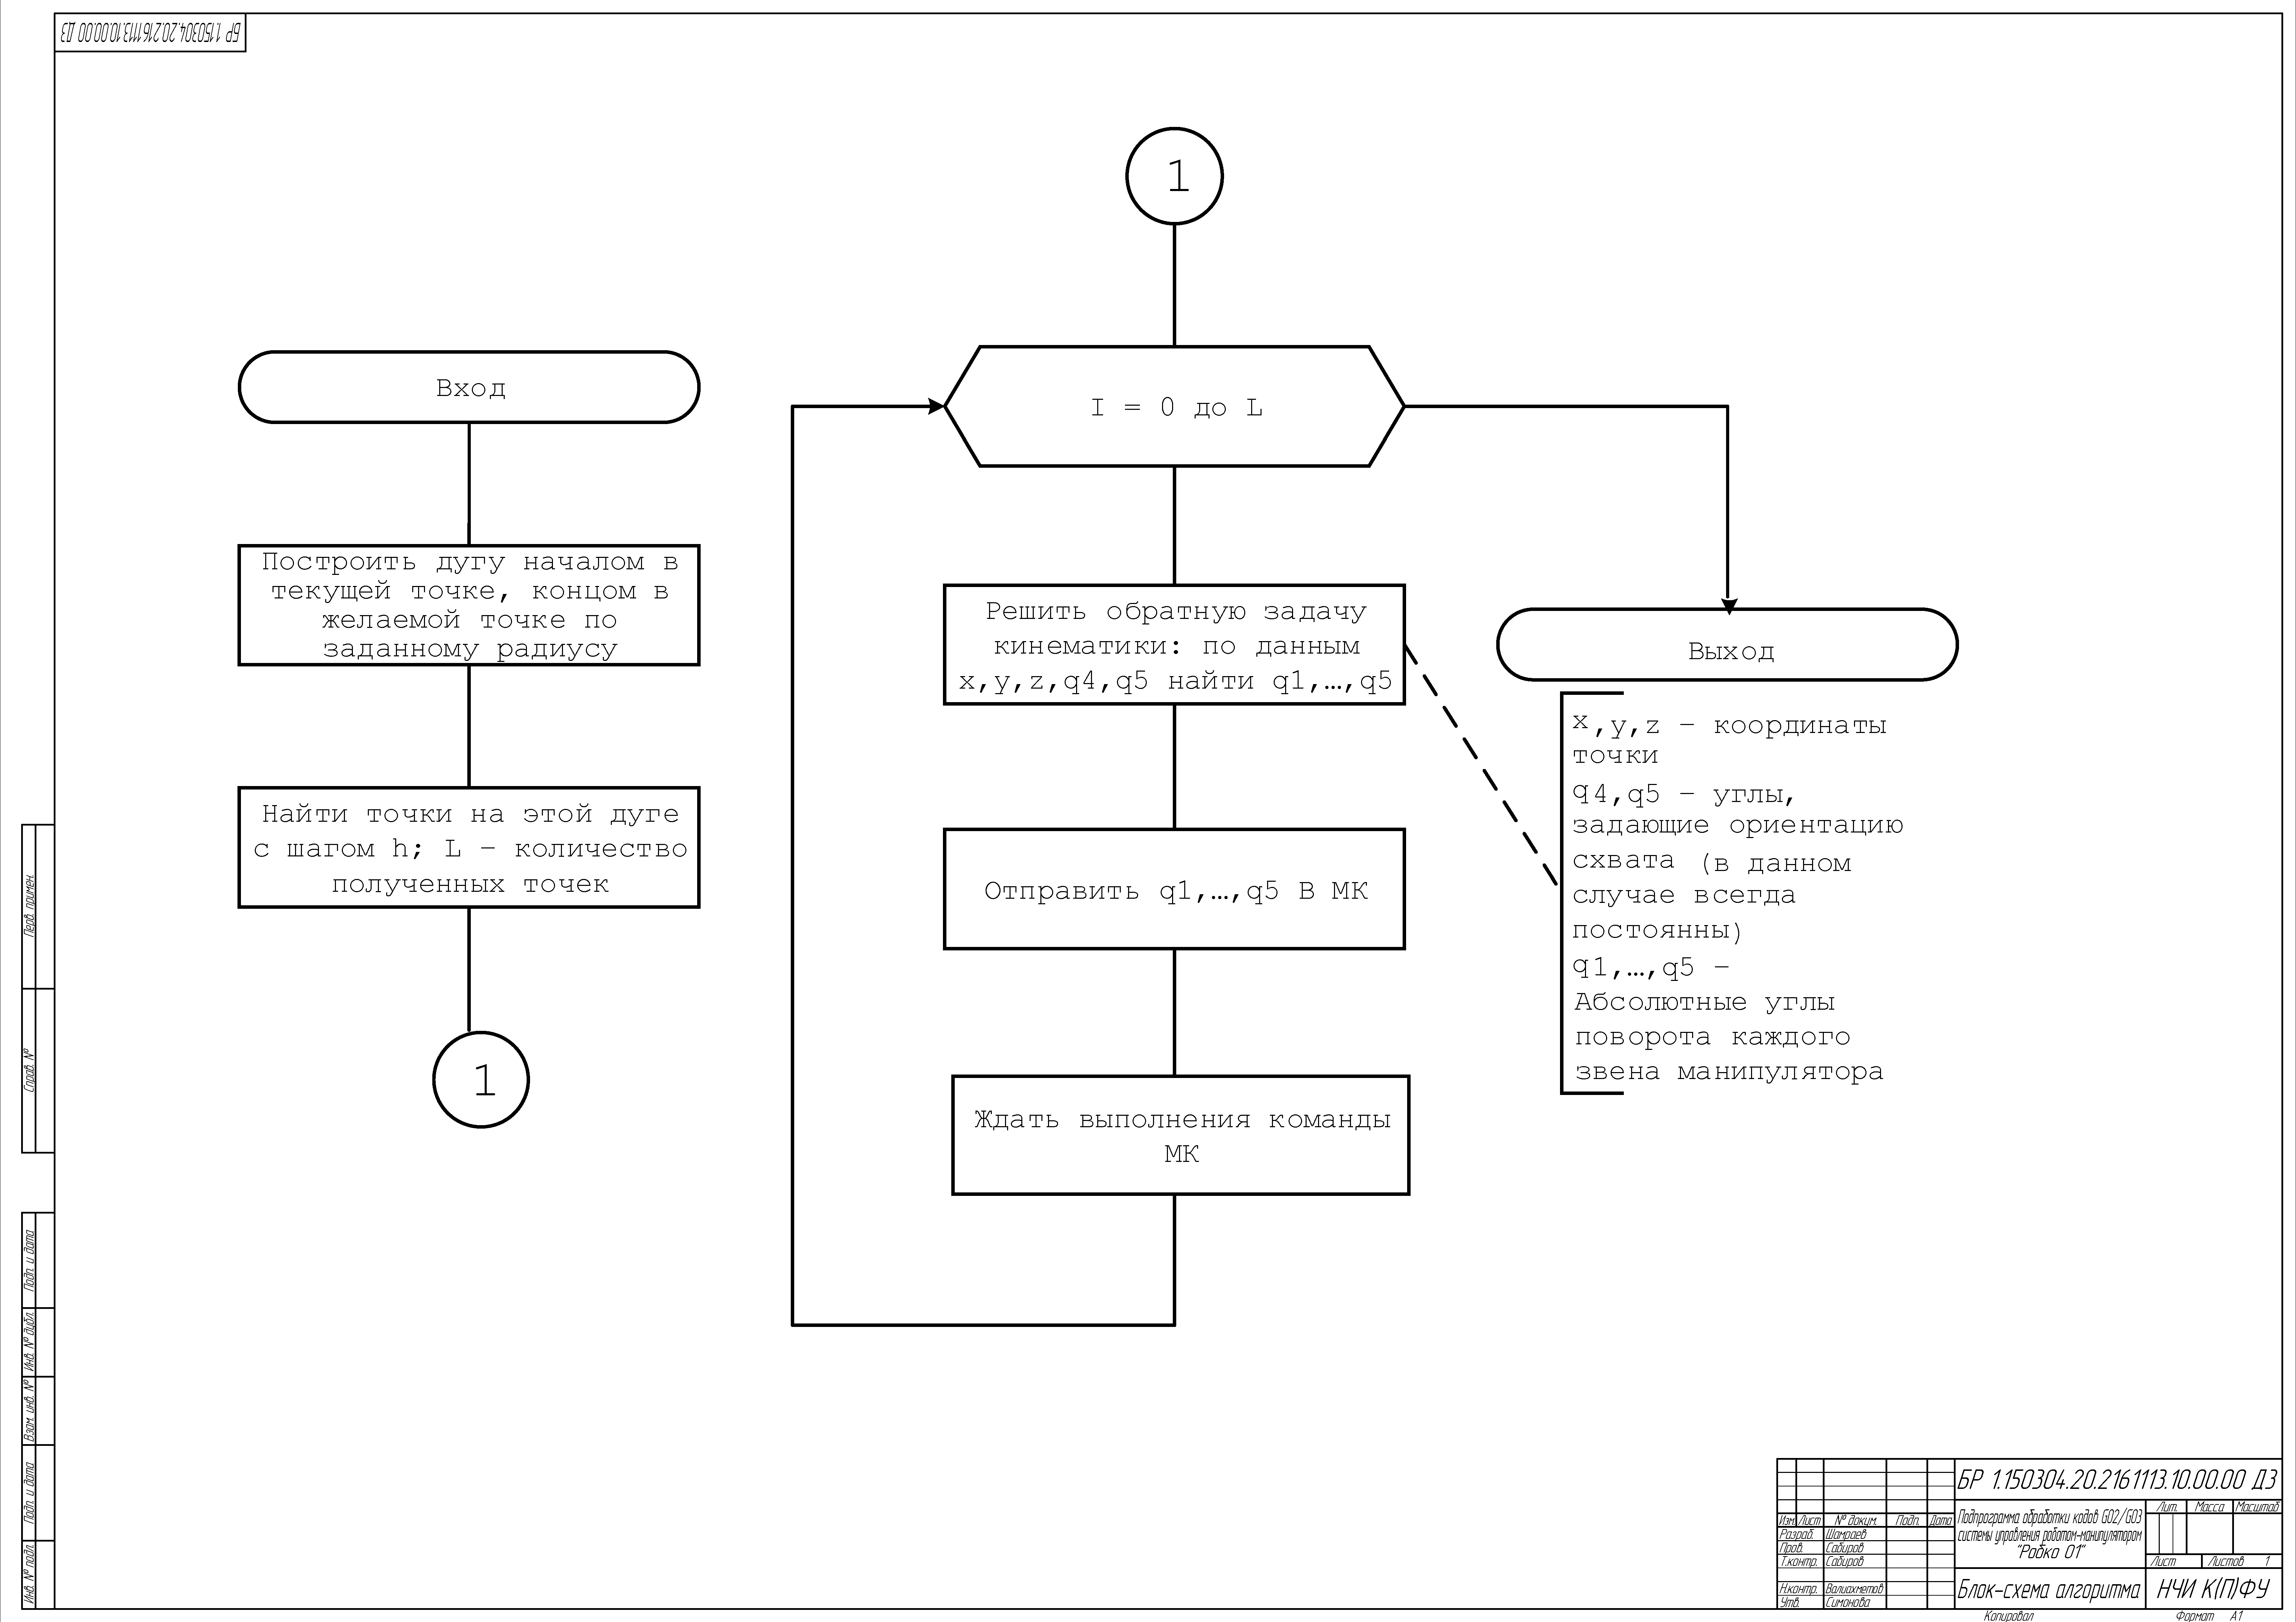 БР 1.150304.20.2161113.10.00.00 ДЗ
Вход
Построить дугу началом в
текущей точке, концом в
желаемой точке по
заданному радиусу
Найти точки на этой дуге
с шагом h; L – количество
полученных точек
1
1
I = 0 до L
Решить обратную задачу
кинематики: по данным
x,y,z,q4,q5 найти q1,…,q5
Отправить q1,…,q5 В МК
Ждать выполнения команды
МК
Выход
x,y,z – координаты
точки
q4,q5 – углы,
задающие ориентацию
схвата (в данном
случае всегда
постоянны)
q1,…,q5 –
Абсолютные углы
поворота каждого
звена манипулятора
Перв. примен.
Справ. №
Подп. и дата
Инв. № дубл.
Взам. инв. №
Подп. и дата
Инв. № подл.
БР 1.150304.20.2161113.10.00.00 ДЗ
Изм. Лист № докум. Подп. Дата
Разраб. Шамраев
Пров. Сабиров
Т.контр. Сабиров
Н.контр. Валиахметов
Утв. Симонова
Подпрограмма обработки кодов G02/G03
системы управления роботом-манипулятором
"Робко 01"
Лит. Масса Масштаб
Лист Листов 1
Блок-схема алгоритма
НЧИ К(П)ФУ
Копировал Формат А1